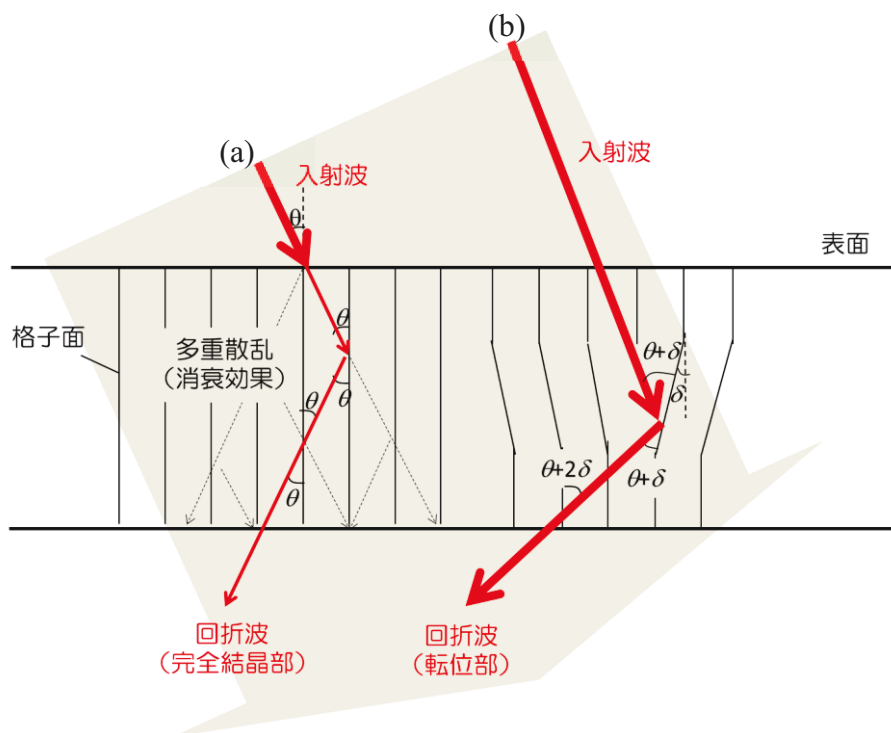 (b)
(a)
入射波
入射波
θ
表面
格子面
θ
多重散乱
（消衰効果）
θ+δ
δ
θ
θ
θ
θ+2δ
θ+δ
回折波
（完全結晶部）
回折波
（転位部）